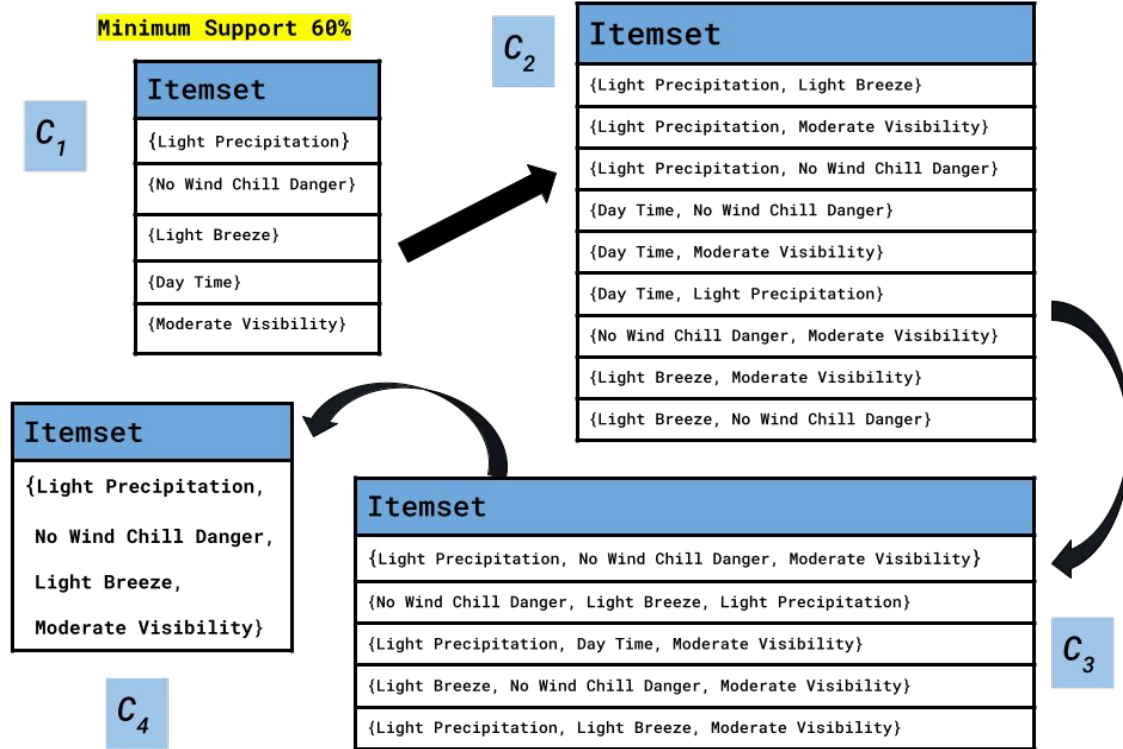 Minimum Support 60%
C1
Itemset
{Light Precipitation}
{No Wind Chill Danger}
{Light Breeze}
{Day Time}
{Moderate Visibility}
C2
Itemset
{Light Precipitation, Light Breeze}
{Light Precipitation, Moderate Visibility}
{Light Precipitation, No Wind Chill Danger}
{Day Time, No Wind Chill Danger}
{Day Time, Moderate Visibility}
{Day Time, Light Precipitation}
{No Wind Chill Danger, Moderate Visibility}
{Light Breeze, Moderate Visibility}
{Light Breeze, No Wind Chill Danger}
Itemset
{Light Precipitation, No Wind Chill Danger, Moderate Visibility}
{No Wind Chill Danger, Light Breeze, Light Precipitation}
{Light Precipitation, Day Time, Moderate Visibility}
{Light Breeze, No Wind Chill Danger, Moderate Visibility}
{Light Precipitation, Light Breeze, Moderate Visibility}
C3
Itemset
{Light Precipitation,
No Wind Chill Danger,
Light Breeze,
Moderate Visibility}
C4